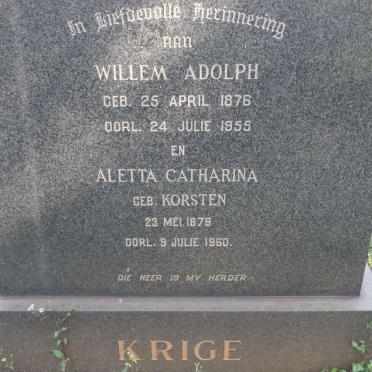 In Liefdevolle Herinnering
AAN
WILLEM ADOLPH
GEB. 25 APRIL 1876
OORL. 24 JULIE 1955
EN
ALETTA CATHARINA
GEB. KORSTEN
23 MEI 1879
OORL. 9 JULIE 1960.
DIE HEER IS MY HERDER
KRIGE